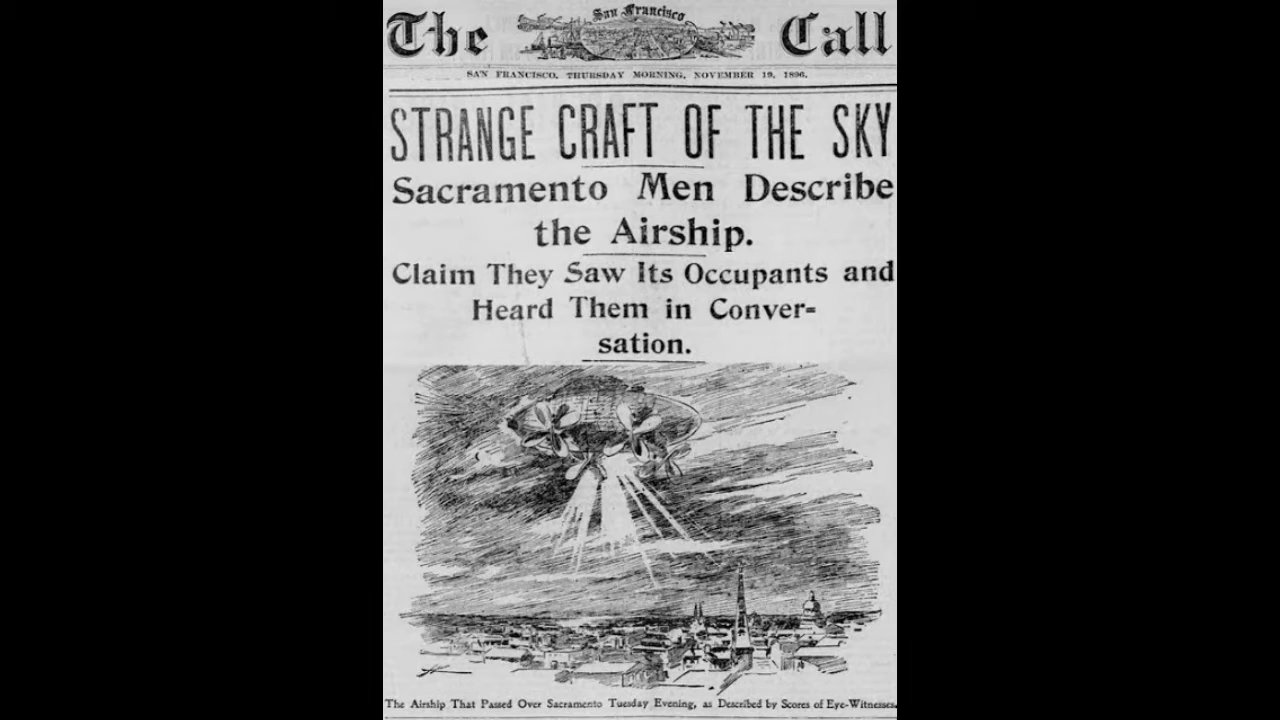 The San Francisco Call
SAN FRANCISCO, THURSDAY MORNING, NOVEMBER 19, 1896.
STRANGE CRAFT OF THE SKY
Sacramento Men Describe
the Airship.
Claim They Saw Its Occupants and
Heard Them in Conver-
sation.
The Airship That Passed Over Sacramento Tuesday Evening, as Described by Scores of Eye-Witnesses.